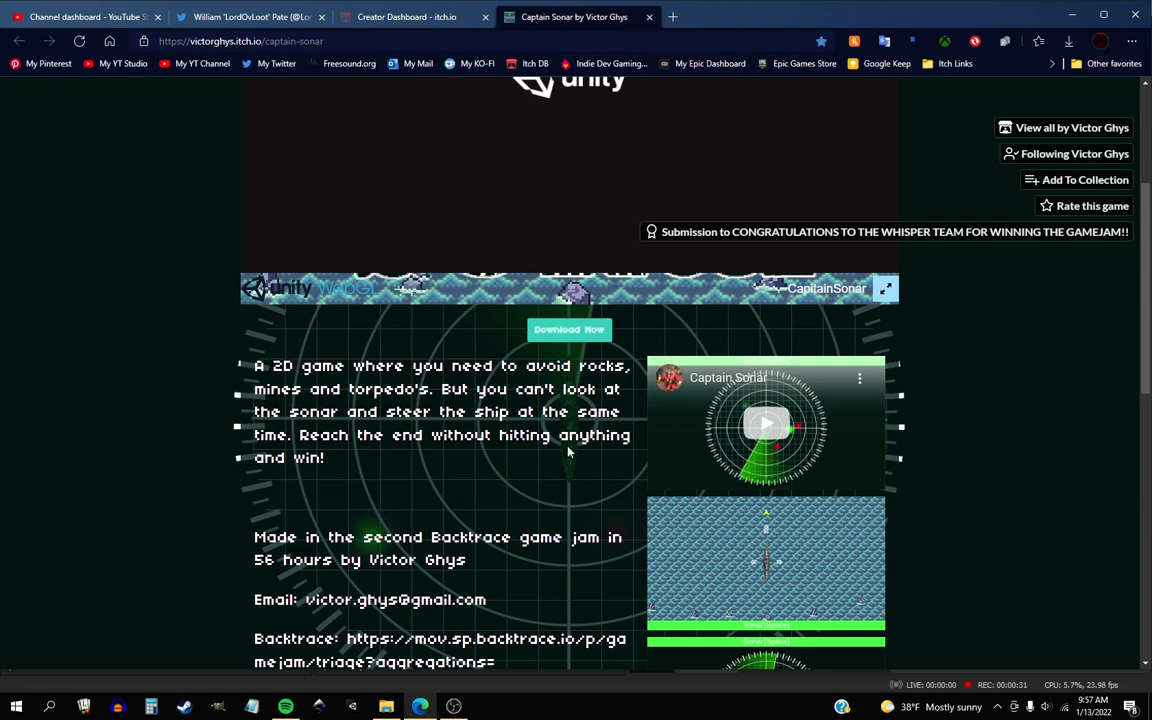 Channel dashboard - YouTube S
William 'LordOvLoot' Pate (@Lo
Creator Dashboard - itch.io
Captain Sonar by Victor Ghys
https://victorghys.itch.io/captain-sonar
My Pinterest
My YT Studio
My YT Channel
My Twitter
Freesound.org
My Mail
My KO-FI
Itch DB
Indie Dev Gaming...
My Epic Dashboard
Epic Games Store
Google Keep
Itch Links
Other favorites
unity
View all by Victor Ghys
Following Victor Ghys
Add To Collection
Rate this game
Submission to CONGRATULATIONS TO THE WHISPER TEAM FOR WINNING THE GAMEJAM!!
unity WebGL
CapitainSonar
Download Now
A 2D game where you need to avoid rocks,
mines and torpedo's. But you can't look at
the sonar and steer the ship at the same
time. Reach the end without hitting anything
and win!
Captain Sonar
Made in the second Backtrace game jam in
56 hours by Victor Ghys
Email: victor.ghys@gmail.com
Backtrace: https://mov.sp.backtrace.io/p/ga
mejam/triage?aggregations=
Sonar [Space]
Sonar [Space]
LIVE: 00:00:00
REC: 00:00:31
CPU: 5.7%, 23.98 fps
38°F Mostly sunny
9:57 AM
1/13/2022
8